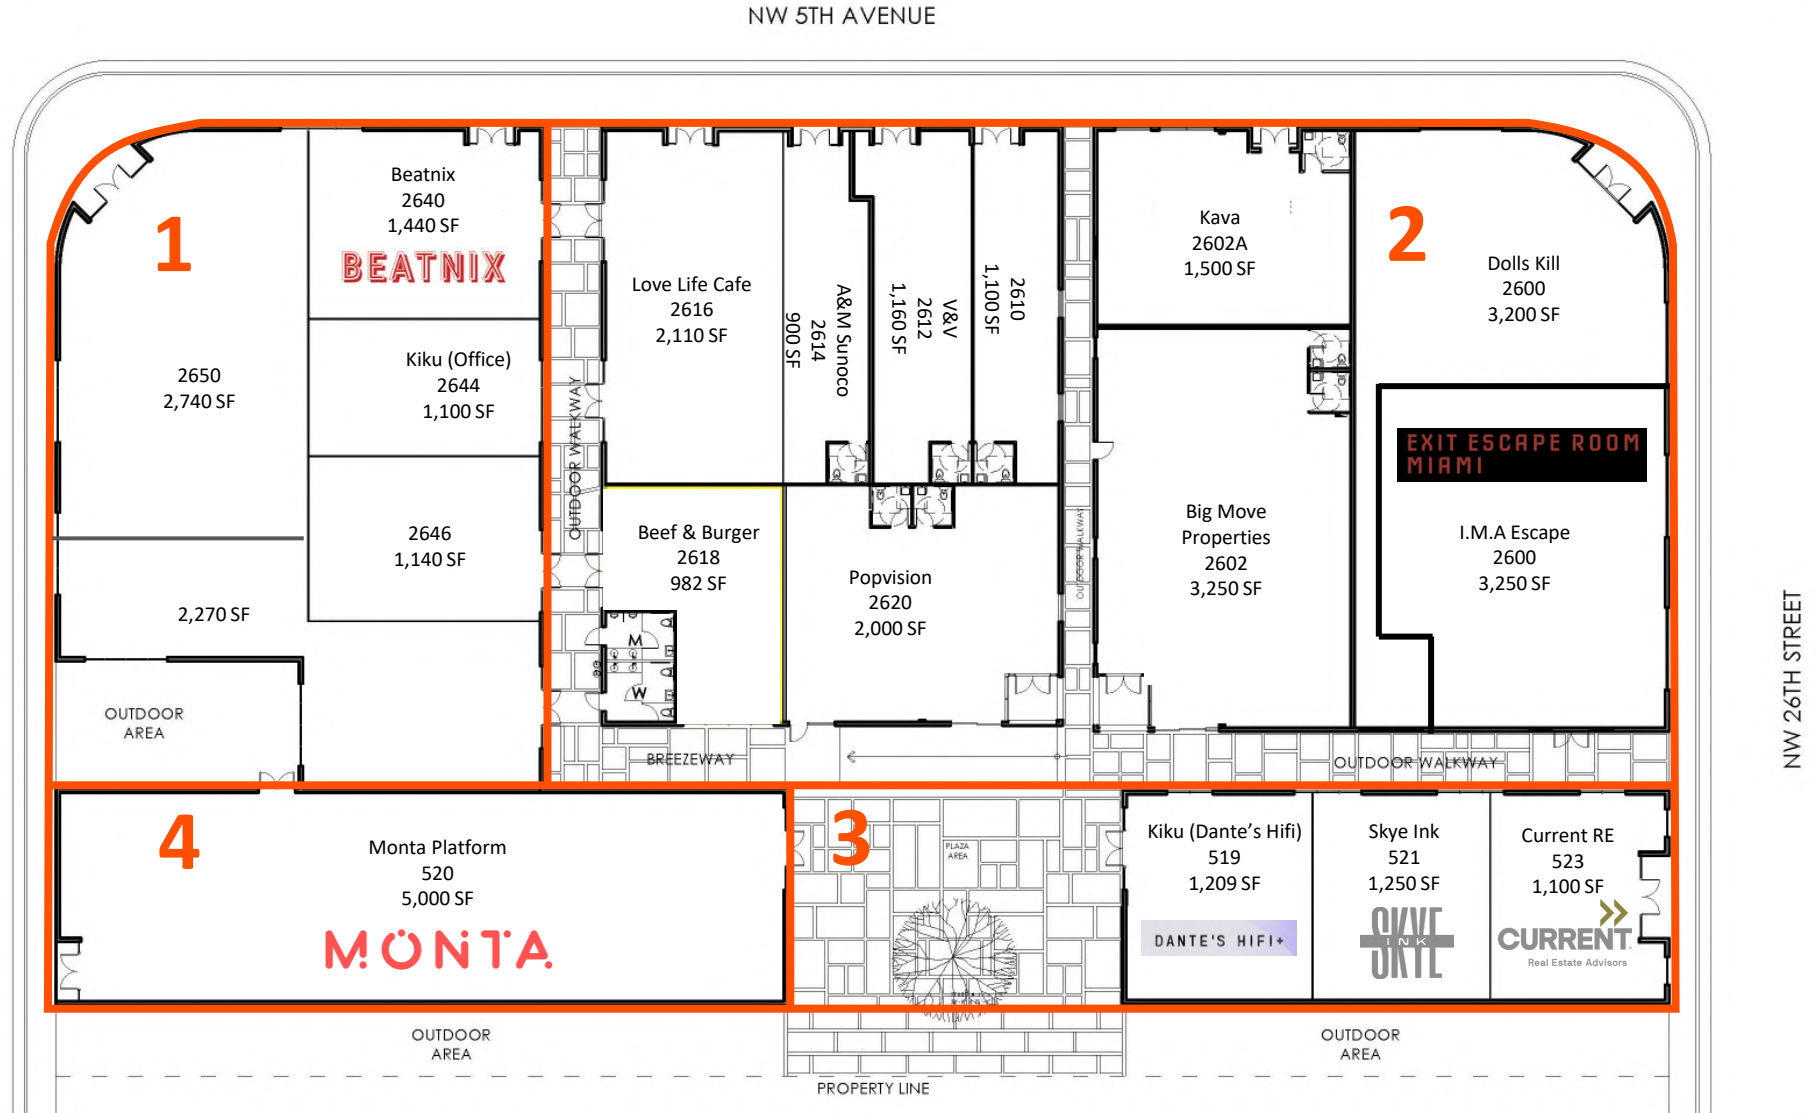 NW 5TH AVENUE
1
Beatnix
2640
1,440 SF
BEATNIX
2650
2,740 SF
Kiku (Office)
2644
1,100 SF
2646
1,140 SF
2,270 SF
OUTDOOR
AREA
OUTDOOR WALKWAY
Love Life Cafe
2616
2,110 SF
A&M Sunoco
2614
900 SF
V&V
2612
1,160 SF
2610
1,100 SF
Beef & Burger
2618
982 SF
M
W
Popvision
2620
2,000 SF
BREEZEWAY
OUTDOOR WALKWAY
2
Kava
2602A
1,500 SF
Dolls Kill
2600
3,200 SF
Big Move
Properties
2602
3,250 SF
EXIT ESCAPE ROOM
MIAMI
I.M.A Escape
2600
3,250 SF
OUTDOOR WALKWAY
NW 26TH STREET
4
Monta Platform
520
5,000 SF
MONTA
3
PLAZA
AREA
Kiku (Dante’s Hifi)
519
1,209 SF
DANTE'S HIFI+
Skye Ink
521
1,250 SF
SKYE
INK
SKYE
Current RE
523
1,100 SF
CURRENT
Real Estate Advisors
OUTDOOR
AREA
OUTDOOR
AREA
PROPERTY LINE